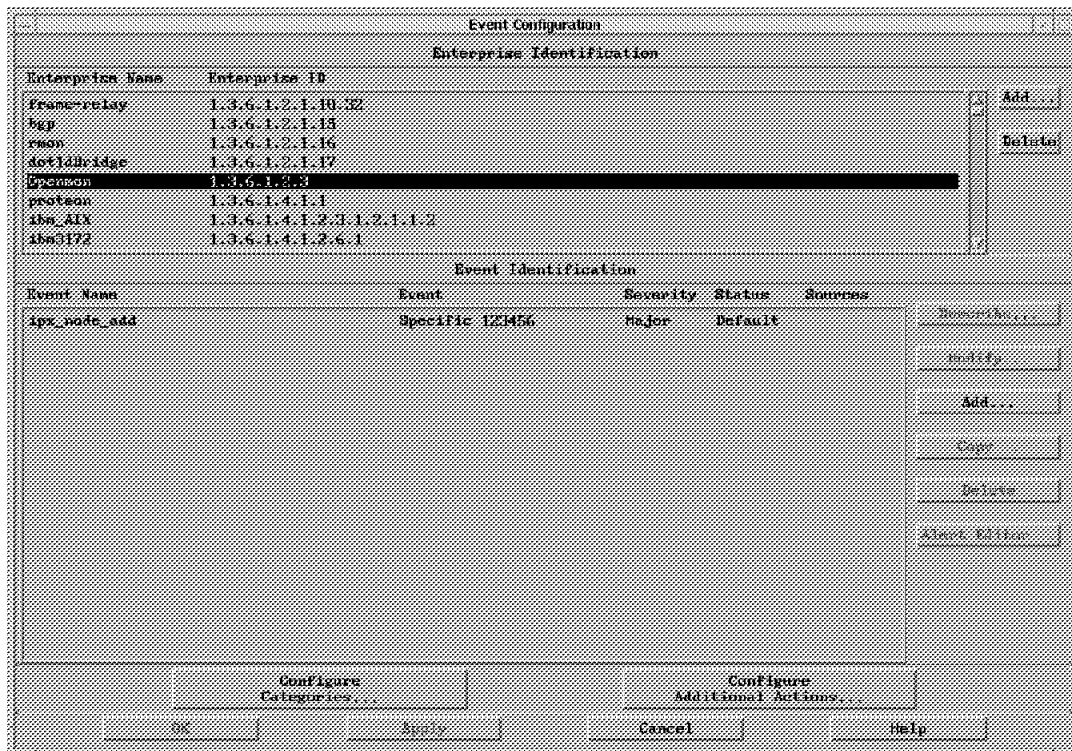 Event Configuration
Enterprise Identification
Enterprise Name Enterprise ID
frame-relay 1.3.6.1.2.1.10.32
bgp 1.3.6.1.2.1.15
rmon 1.3.6.1.2.1.16
dot1dBridge 1.3.6.1.2.1.17
Openmon 1.3.6.1.2.3
proteon 1.3.6.1.4.1.1
ibm_AIX 1.3.6.1.4.1.2.3.1.2.1.1.2
ibm3172 1.3.6.1.4.1.2.6.1
Add...
Delete
Event Identification
Event Name Event Severity Status Sources
ipx_node_add Specific 123456 Major Default
Describe...
Modify...
Add...
Copy...
Delete
Alert Editor...
Configure
Categories...
Configure
Additional Actions...
OK Apply Cancel Help